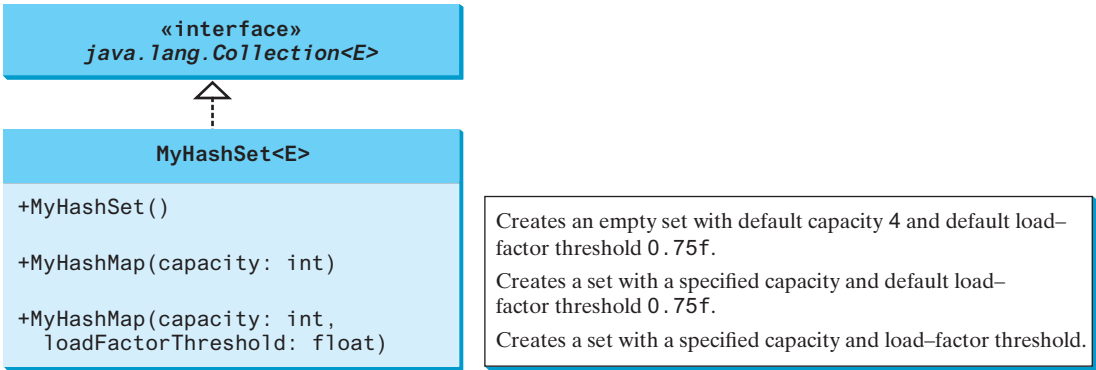 «interface»
java.lang.Collection<E>
MyHashSet<E>
+MyHashSet()
+MyHashMap(capacity: int)
+MyHashMap(capacity: int,
loadFactorThreshold: float)
Creates an empty set with default capacity 4 and default load–
factor threshold 0.75f.
Creates a set with a specified capacity and default load–
factor threshold 0.75f.
Creates a set with a specified capacity and load–factor threshold.